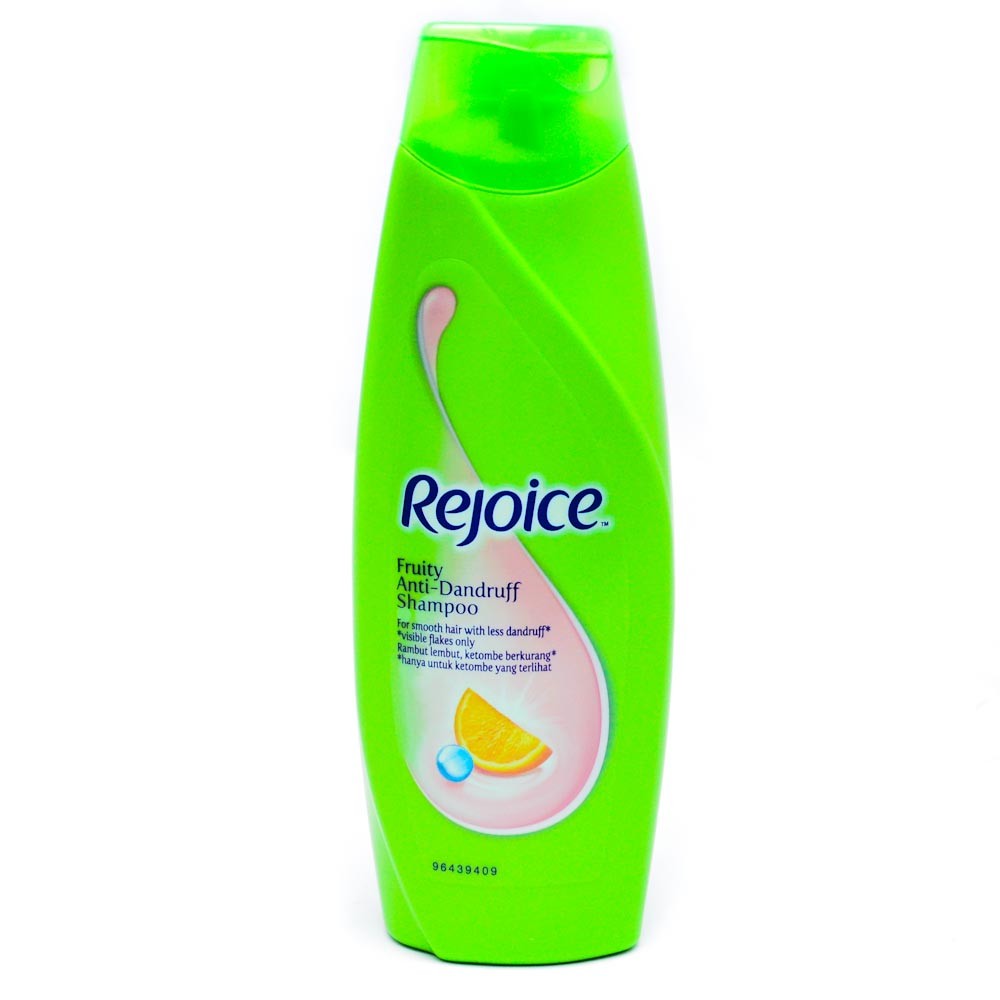 Rejoice™
Fruity
Anti-Dandruff
Shampoo
For smooth hair with less dandruff*
*visible flakes only
Rambut lembut, ketombe berkurang*
*hanya untuk ketombe yang terlihat
96439409